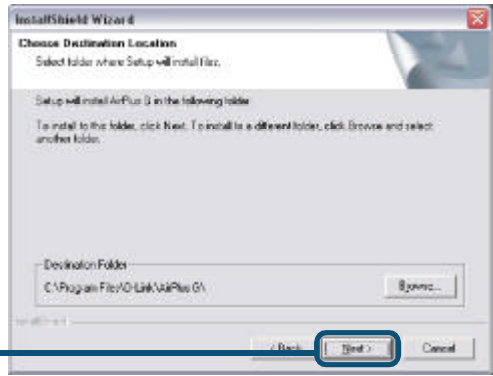 InstallShield Wizard
Choose Destination Location
Select folder where Setup will install files.
Setup will install AirPlus G in the following folder
To install to this folder, click Next. To install to a different folder, click Browse and select
another folder.
Destination Folder
C:\Program Files\D-Link\AirPlus G\
Browse...
InstallShield
< Back
Next >
Cancel